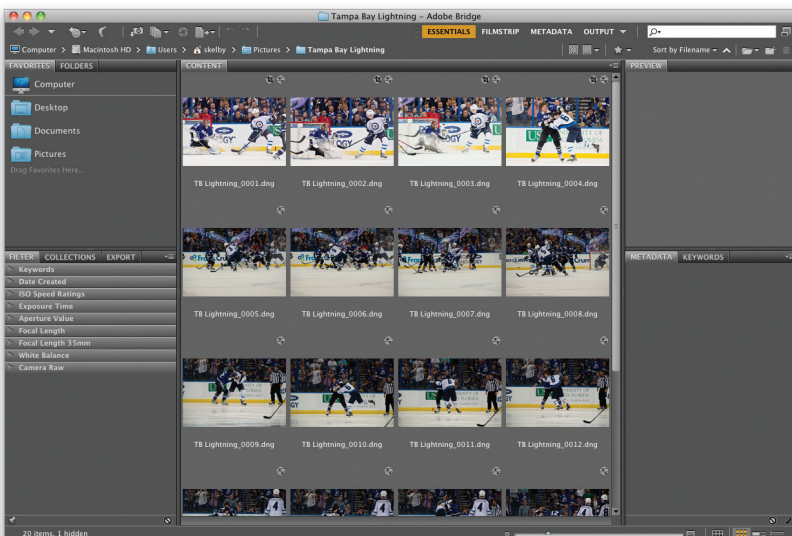 Tampa Bay Lightning – Adobe Bridge
ESSENTIALS FILMSTRIP METADATA OUTPUT
Computer > Macintosh HD > Users > skelby > Pictures > Tampa Bay Lightning
Sort by Filename
FAVORITES FOLDERS
CONTENT
PREVIEW
Computer
Desktop
Documents
Pictures
Drag Favorites Here...
TB Lightning_0001.dng TB Lightning_0002.dng TB Lightning_0003.dng TB Lightning_0004.dng
FILTER COLLECTIONS EXPORT
METADATA KEYWORDS
Keywords
Date Created
ISO Speed Ratings
Exposure Time
Aperture Value
Focal Length
Focal Length 35mm
White Balance
Camera Raw
TB Lightning_0005.dng TB Lightning_0006.dng TB Lightning_0007.dng TB Lightning_0008.dng
TB Lightning_0009.dng TB Lightning_0010.dng TB Lightning_0011.dng TB Lightning_0012.dng
20 items, 1 hidden